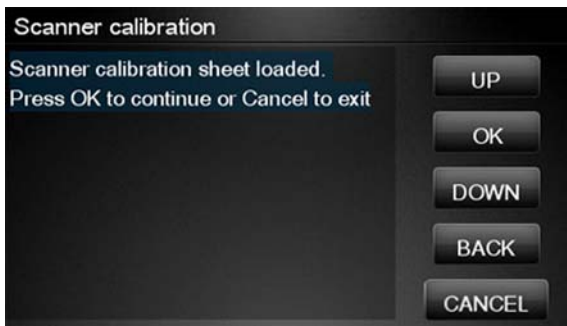 Scanner calibration
Scanner calibration sheet loaded.
Press OK to continue or Cancel to exit
UP
OK
DOWN
BACK
CANCEL